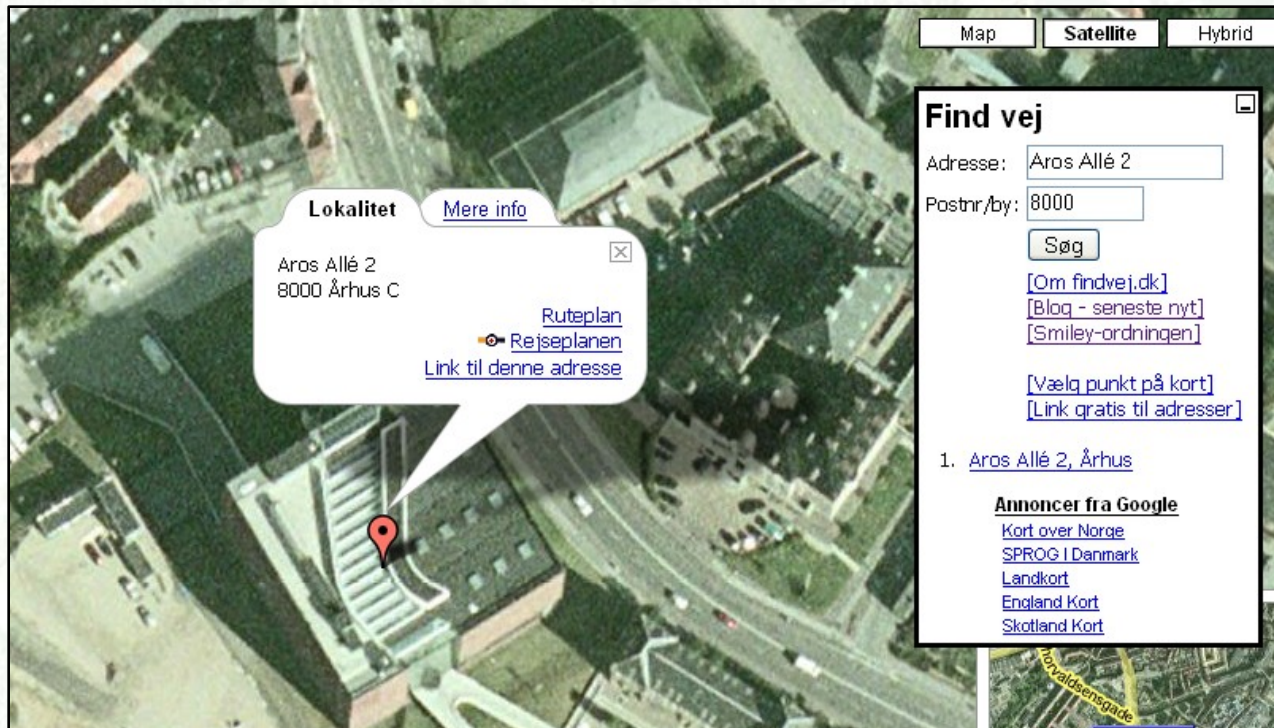 Map
Satellite
Hybrid
Find vej
Adresse: Aros Allé 2
Postnr/by: 8000
Søg
[Om findvej.dk]
[Blog - seneste nyt]
[Smiley-ordningen]
[Vælg punkt på kort]
[Link gratis til adresser]
1. Aros Allé 2, Århus
Annoncer fra Google
Kort over Norge
SPROG I Danmark
Landkort
England Kort
Skotland Kort
Lokalitet
Mere info
Aros Allé 2
8000 Århus C
Ruteplan
Rejseplanen
Link til denne adresse